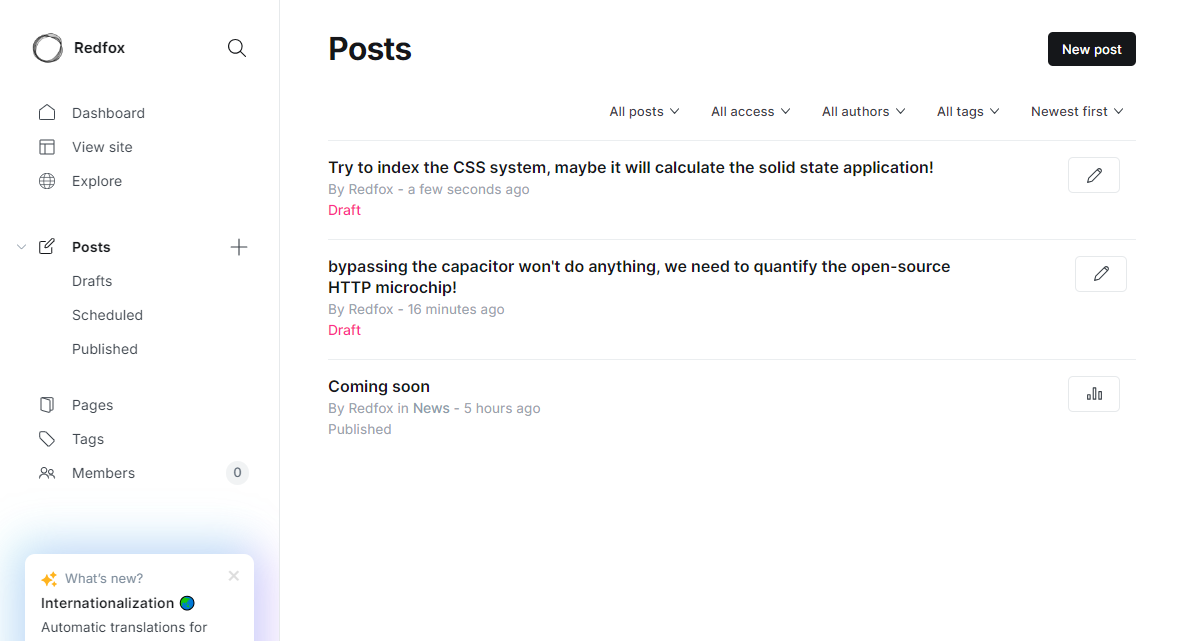 Redfox
Dashboard
View site
Explore
Posts
Drafts
Scheduled
Published
Pages
Tags
Members 0
What's new?
Internationalization
Automatic translations for
Posts
New post
All posts All access All authors All tags Newest first
Try to index the CSS system, maybe it will calculate the solid state application!
By Redfox - a few seconds ago
Draft
bypassing the capacitor won't do anything, we need to quantify the open-source
HTTP microchip!
By Redfox - 16 minutes ago
Draft
Coming soon
By Redfox in News - 5 hours ago
Published